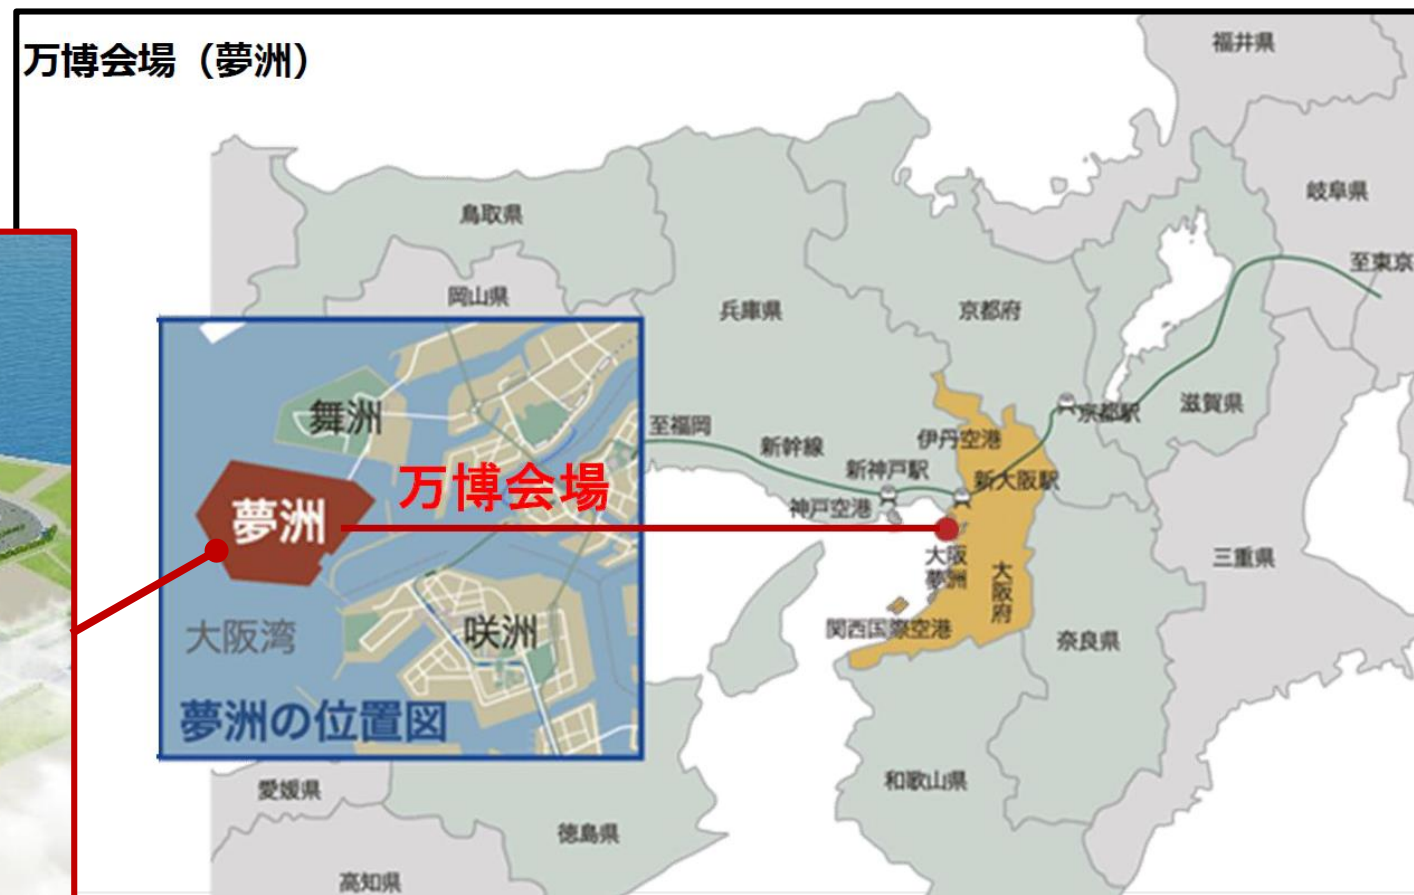 万博会場（夢洲）
福井県
岐阜県
鳥取県
至東京
岡山県
兵庫県
京都府
滋賀県
京都駅
舞洲
至福岡
新幹線
伊丹空港
新神戸駅
新大阪駅
万博会場
神戸空港
夢洲
大阪
夢洲
大阪府
三重県
大阪湾
咲洲
関西国際空港
奈良県
夢洲の位置図
愛媛県
和歌山県
徳島県
高知県